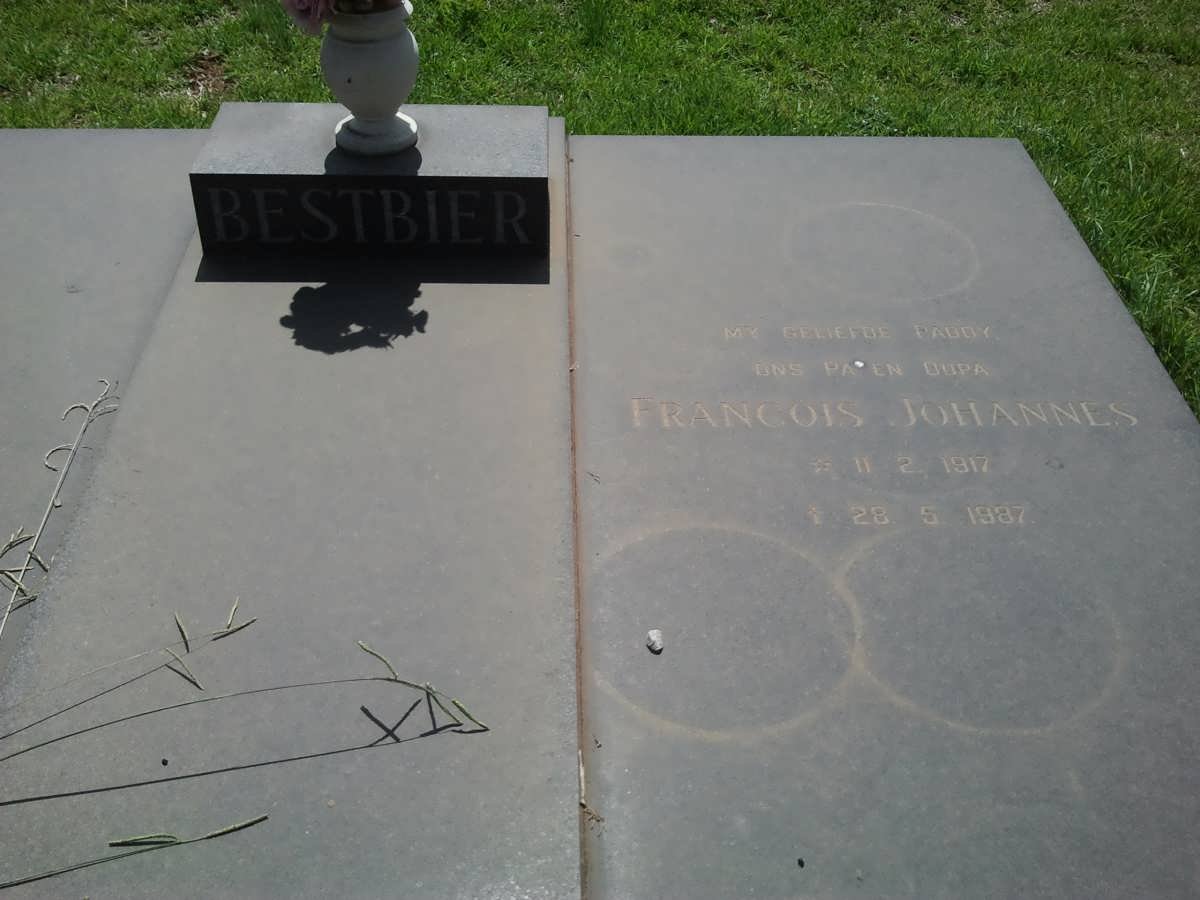 BESTBIER
MY GELIEFDE PADDY,
ONS PA EN OUPA
FRANCOIS JOHANNES
* 11. 2. 1917
† 28. 5. 1987.